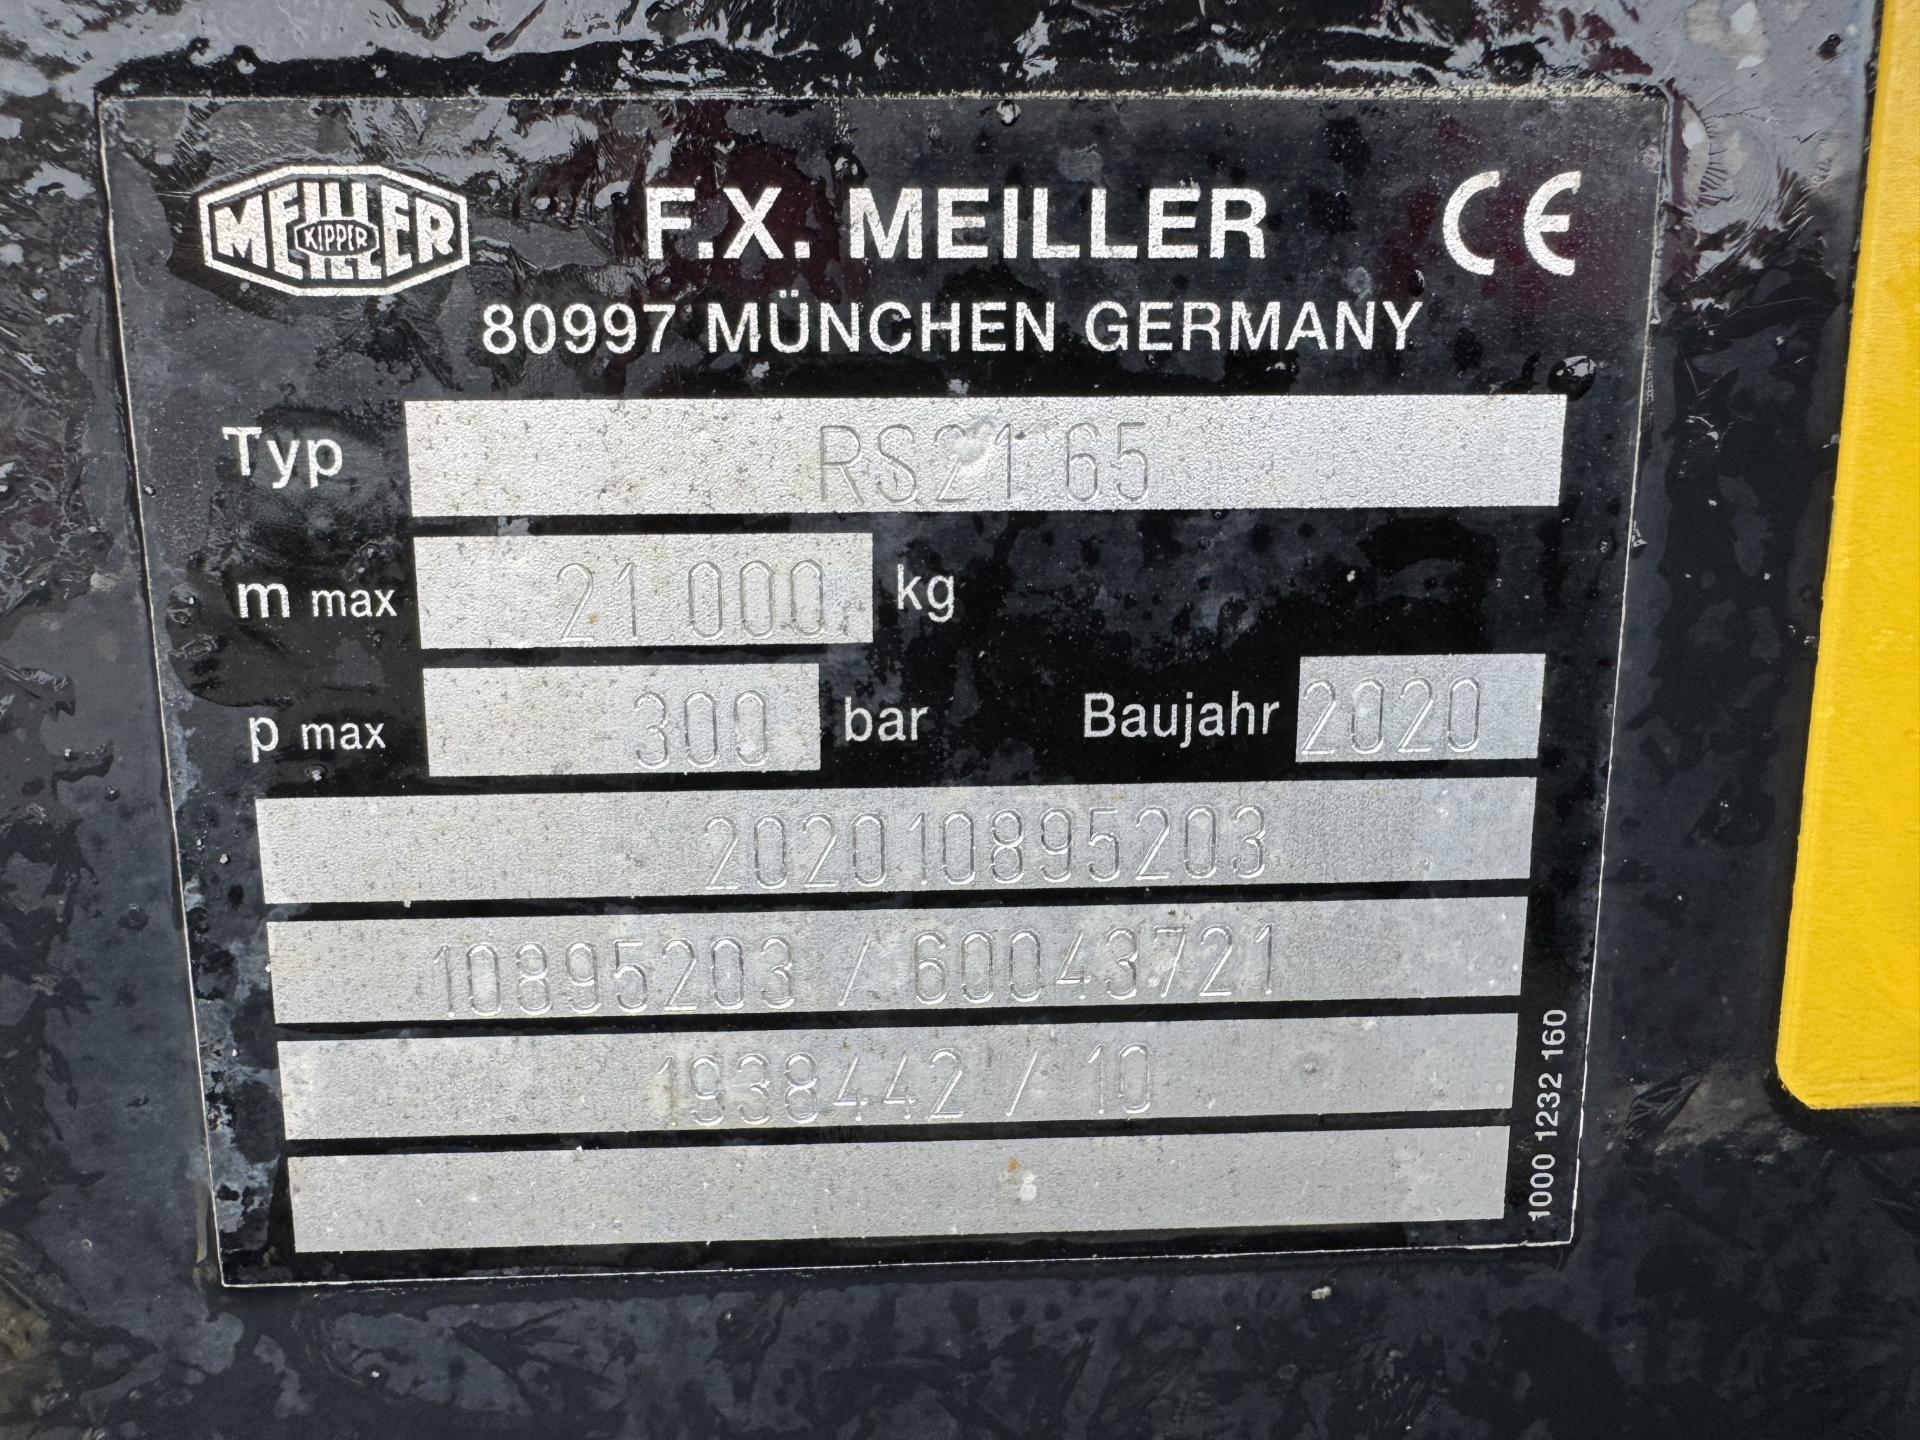 MEILLER
KIPPER
F.X. MEILLER CE
80997 MÜNCHEN GERMANY
Typ RS21 65
m max 21 000 kg
p max 300 bar Baujahr 2020
202010895203
10895203 / 60043721
1938442 / 10
1000 1232 160